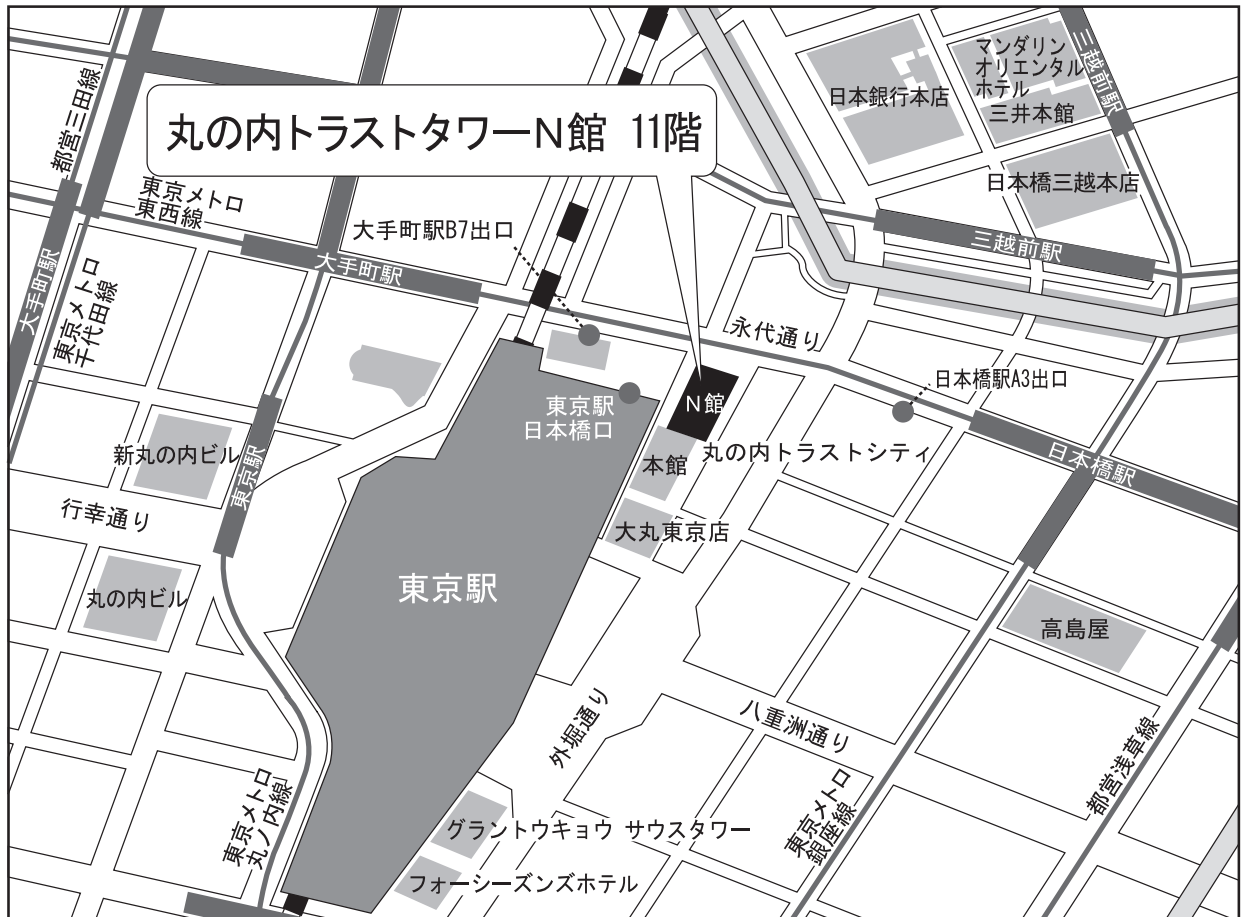 マンダリン
オリエンタル
ホテル
三井本館
三越前駅
日本銀行本店
都営三田線
丸の内トラストタワーN館 11階
日本橋三越本店
東京メトロ
東西線
大手町駅B7出口
三越前駅
大手町駅
大手町駅
東京メトロ
千代田線
永代通り
日本橋駅A3出口
N館
東京駅
日本橋口
新丸の内ビル
東京駅
本館
丸の内トラストシティ
日本橋駅
行幸通り
大丸東京店
東京駅
丸の内ビル
高島屋
外堀通り
八重洲通り
都営浅草線
東京メトロ
丸ノ内線
東京メトロ
銀座線
グラントウキョウ サウスタワー
フォーシーズンズホテル